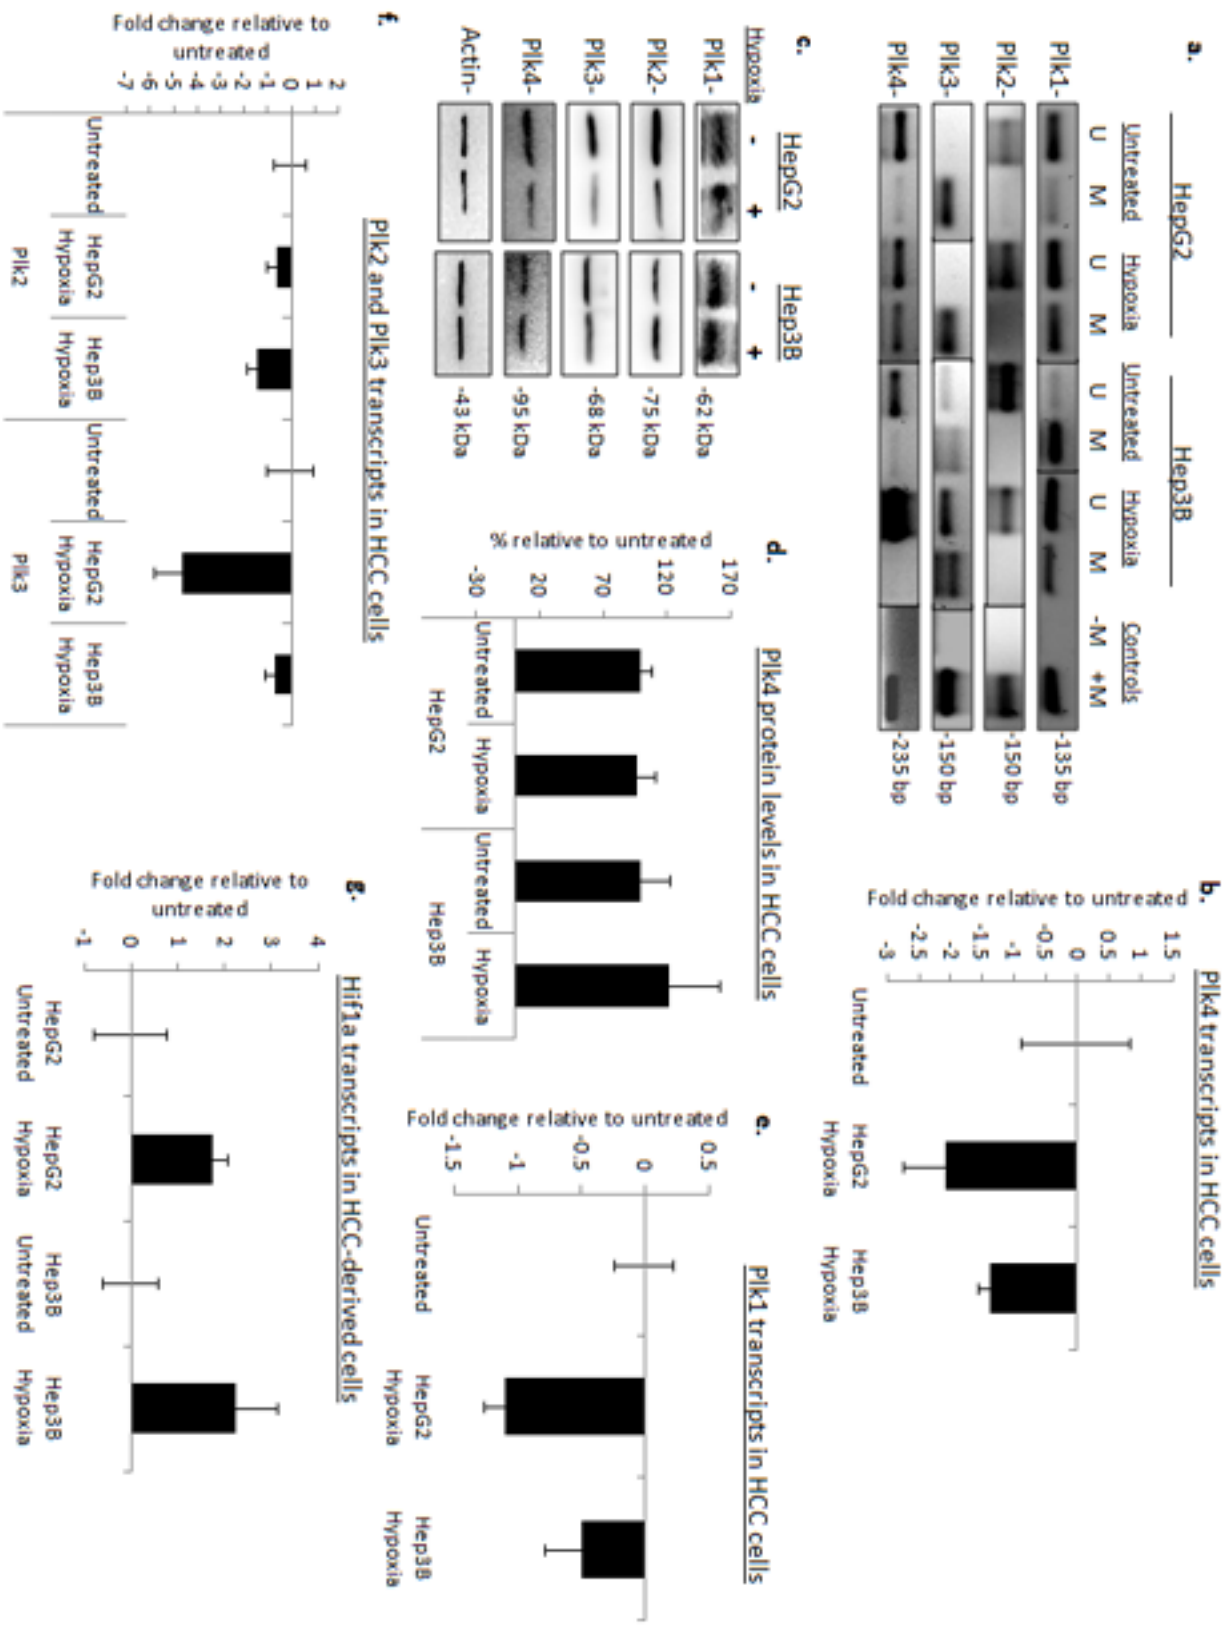 a.
HepG2
Hep3B
Untreated Hypoxia Untreated Hypoxia Controls
U M U M U M U M -M +M
Plk1- -135 bp
Plk2- -150 bp
Plk3- -150 bp
Plk4- -235 bp
b.
Plk4 transcripts in HCC cells
Fold change relative to untreated
1.5
1
0.5
0
-0.5
-1
-1.5
-2
-2.5
-3
Untreated HepG2 Hep3B
Hypoxia Hypoxia
c.
HepG2 Hep3B
Hypoxia - + - +
Plk1- -62 kDa
Plk2- -75 kDa
Plk3- -68 kDa
Plk4- -95 kDa
Actin- -43 kDa
d.
Plk4 protein levels in HCC cells
% relative to untreated
170
120
70
20
-30
Untreated Hypoxia Untreated Hypoxia
HepG2 Hep3B
e.
Plk1 transcripts in HCC cells
Fold change relative to untreated
0.5
0
-0.5
-1
-1.5
Untreated HepG2 Hep3B
Hypoxia Hypoxia
f.
Plk2 and Plk3 transcripts in HCC cells
Fold change relative to
untreated
2
1
0
-1
-2
-3
-4
-5
-6
-7
Untreated HepG2 Hep3B Untreated HepG2 Hep3B
Hypoxia Hypoxia Hypoxia Hypoxia
Plk2 Plk3
g.
Hif1a transcripts in HCC-derived cells
Fold change relative to
untreated
4
3
2
1
0
-1
HepG2 HepG2 Hep3B Hep3B
Untreated Hypoxia Untreated Hypoxia